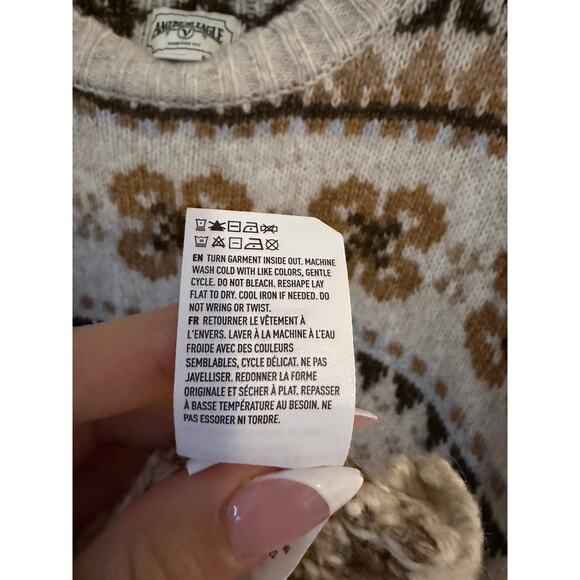 AMERICAN EAGLE
EN TURN GARMENT INSIDE OUT. MACHINE
WASH COLD WITH LIKE COLORS, GENTLE
CYCLE. DO NOT BLEACH. RESHAPE LAY
FLAT TO DRY. COOL IRON IF NEEDED. DO
NOT WRING OR TWIST.
FR RETOURNER LE VÊTEMENT À
L'ENVERS. LAVER À LA MACHINE À L'EAU
FROIDE AVEC DES COULEURS
SEMBLABLES, CYCLE DÉLICAT. NE PAS
JAVELLISER. REDONNER LA FORME
ORIGINALE ET SÉCHER À PLAT. REPASSER
À BASSE TEMPÉRATURE AU BESOIN. NE
PAS ESSORER NI TORDRE.